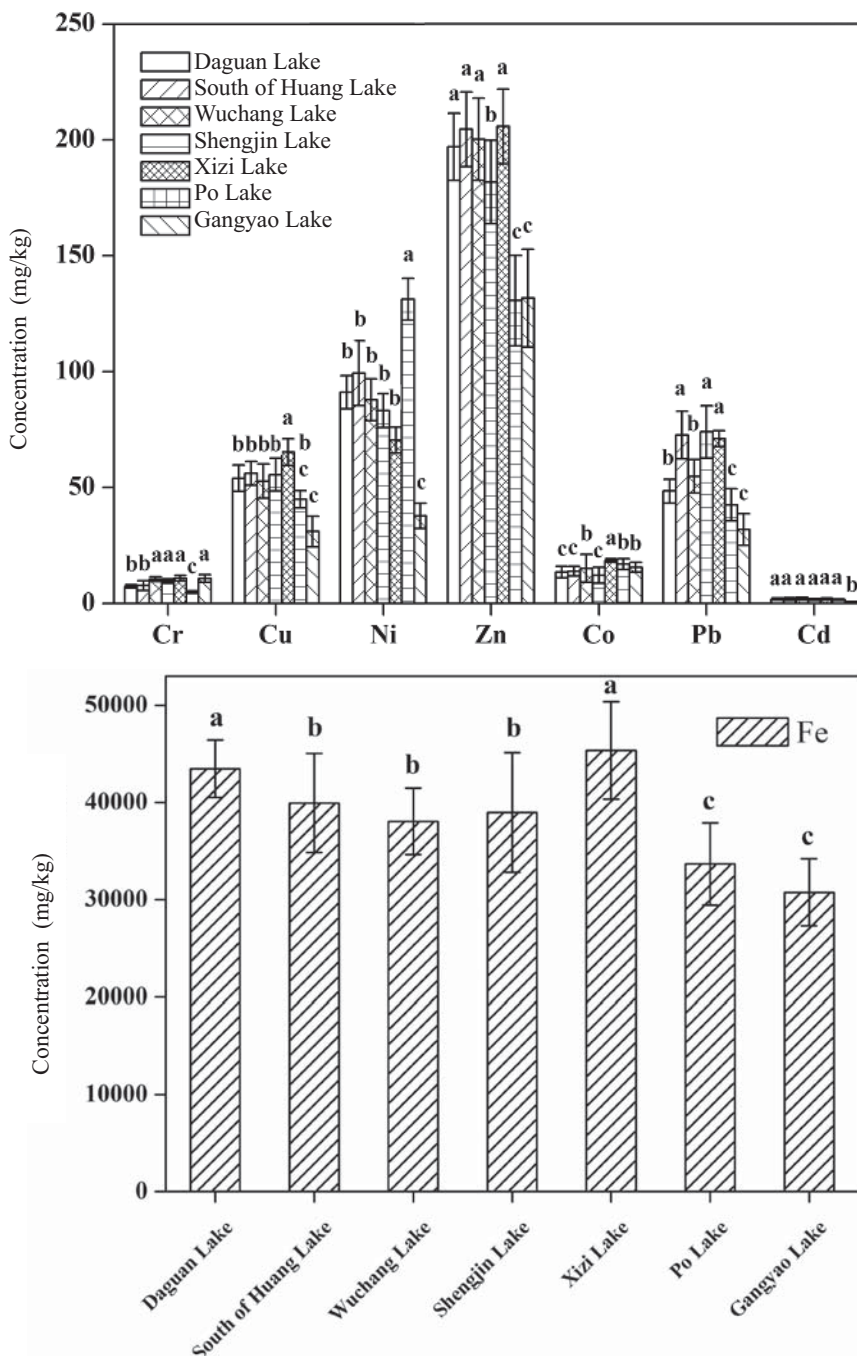 250
200
150
100
50
0
Concentration (mg/kg)
Daguan Lake
South of Huang Lake
Wuchang Lake
Shengjin Lake
Xizi Lake
Po Lake
Gangyao Lake
b b a a a c a
b b b b a b c c
b b b b b a c
a a a b a c c
c c b c a b b
b a b a a c c
a a a a a a b
Cr Cu Ni Zn Co Pb Cd
50000
40000
30000
20000
10000
0
Concentration (mg/kg)
Fe
a b b b a c c
Daguan Lake
South of Huang Lake
Wuchang Lake
Shengjin Lake
Xizi Lake
Po Lake
Gangyao Lake